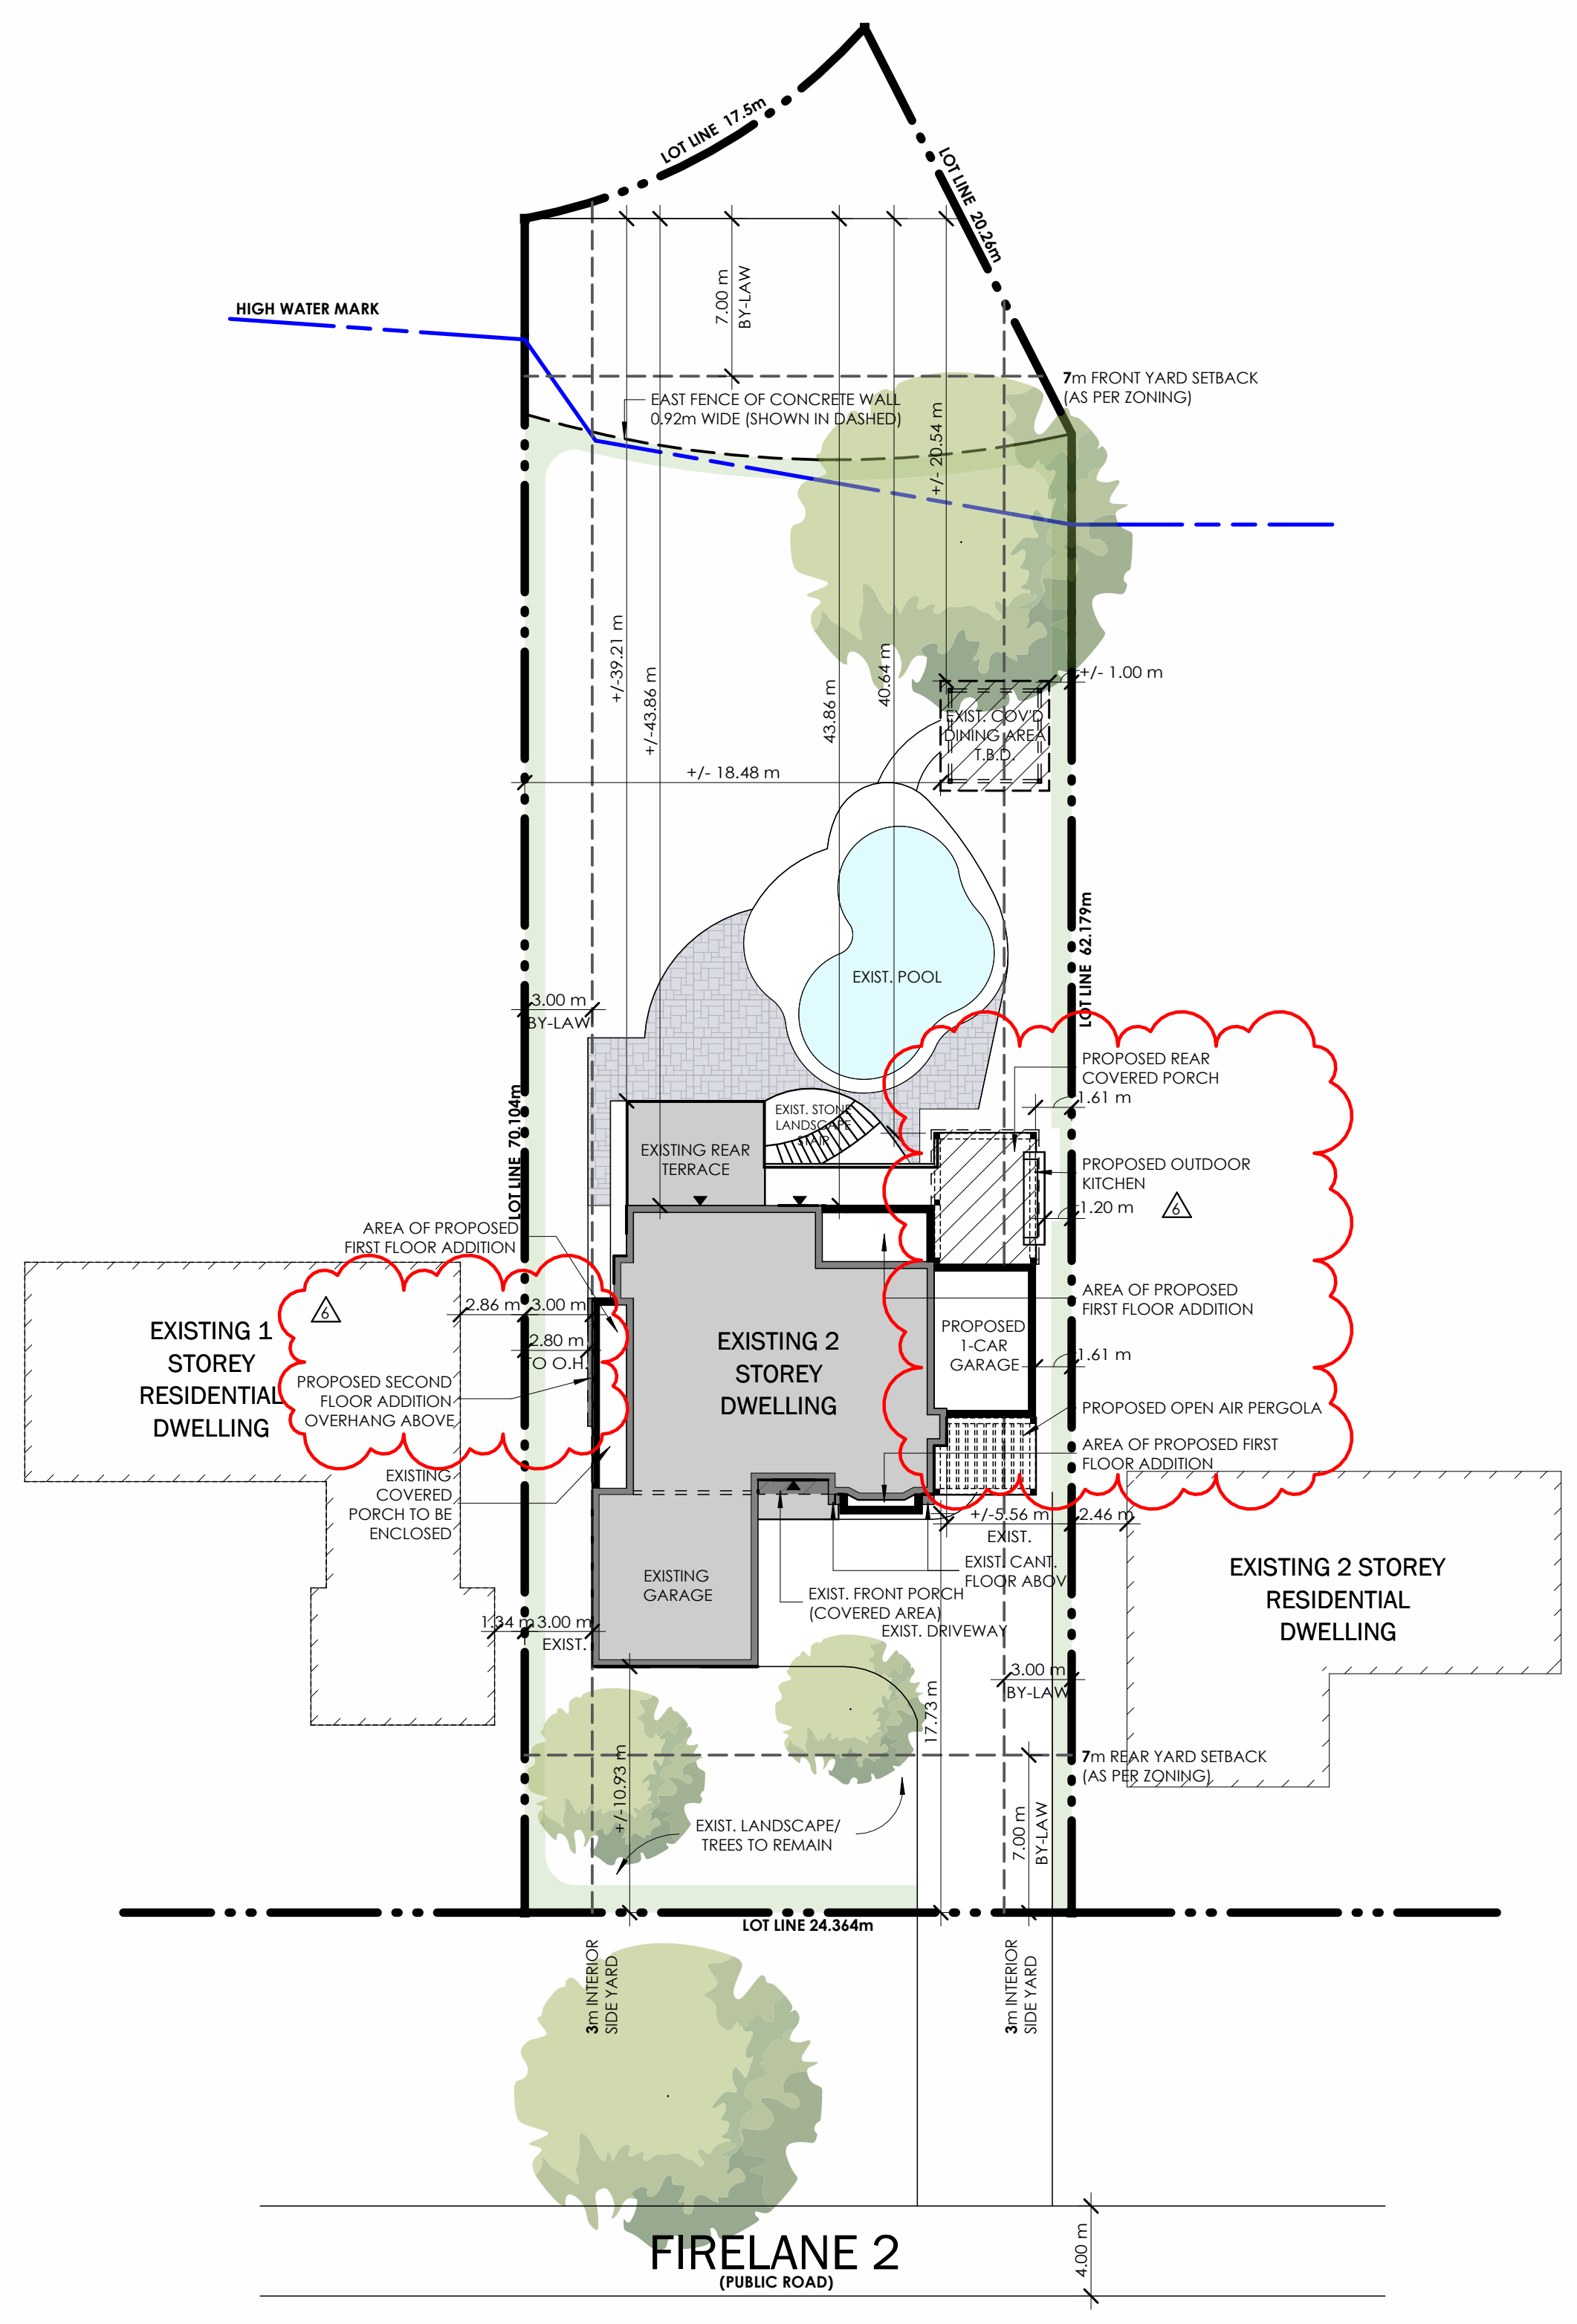 LOT LINE 17.5m
LOT LINE 20.26m
HIGH WATER MARK
7.00 m
BY-LAW
7m FRONT YARD SETBACK
(AS PER ZONING)
EAST FENCE OF CONCRETE WALL
0.92m WIDE (SHOWN IN DASHED)
+/- 20.54 m
+/-39.21 m
+/-43.86 m
43.86 m
40.64 m
+/- 1.00 m
EXIST. COV'D
DINING AREA
T.B.D.
+/- 18.48 m
LOT LINE 62.179m
EXIST. POOL
3.00 m
BY-LAW
LOT LINE 70.104m
PROPOSED REAR
COVERED PORCH
1.61 m
EXIST. STONE
LANDSCAPE
STAIR
EXISTING REAR
TERRACE
PROPOSED OUTDOOR
KITCHEN
1.20 m
6
AREA OF PROPOSED
FIRST FLOOR ADDITION
AREA OF PROPOSED
FIRST FLOOR ADDITION
6
2.86 m
3.00 m
2.80 m
TO O.H.
EXISTING 1
STOREY
RESIDENTIAL
DWELLING
PROPOSED SECOND
FLOOR ADDITION
OVERHANG ABOVE
EXISTING 2
STOREY
DWELLING
PROPOSED
1-CAR
GARAGE
1.61 m
PROPOSED OPEN AIR PERGOLA
AREA OF PROPOSED FIRST
FLOOR ADDITION
EXISTING
COVERED
PORCH TO BE
ENCLOSED
+/-5.56 m
EXIST.
2.46 m
EXIST. CANT.
FLOOR ABOV
EXISTING
GARAGE
EXIST. FRONT PORCH
(COVERED AREA)
EXIST. DRIVEWAY
EXISTING 2 STOREY
RESIDENTIAL
DWELLING
1.34 m
3.00 m
EXIST.
3.00 m
BY-LAW
17.73 m
+/-10.93 m
7m REAR YARD SETBACK
(AS PER ZONING)
7.00 m
BY-LAW
EXIST. LANDSCAPE/
TREES TO REMAIN
LOT LINE 24.364m
3m INTERIOR
SIDE YARD
3m INTERIOR
SIDE YARD
FIRELANE 2
(PUBLIC ROAD)
4.00 m